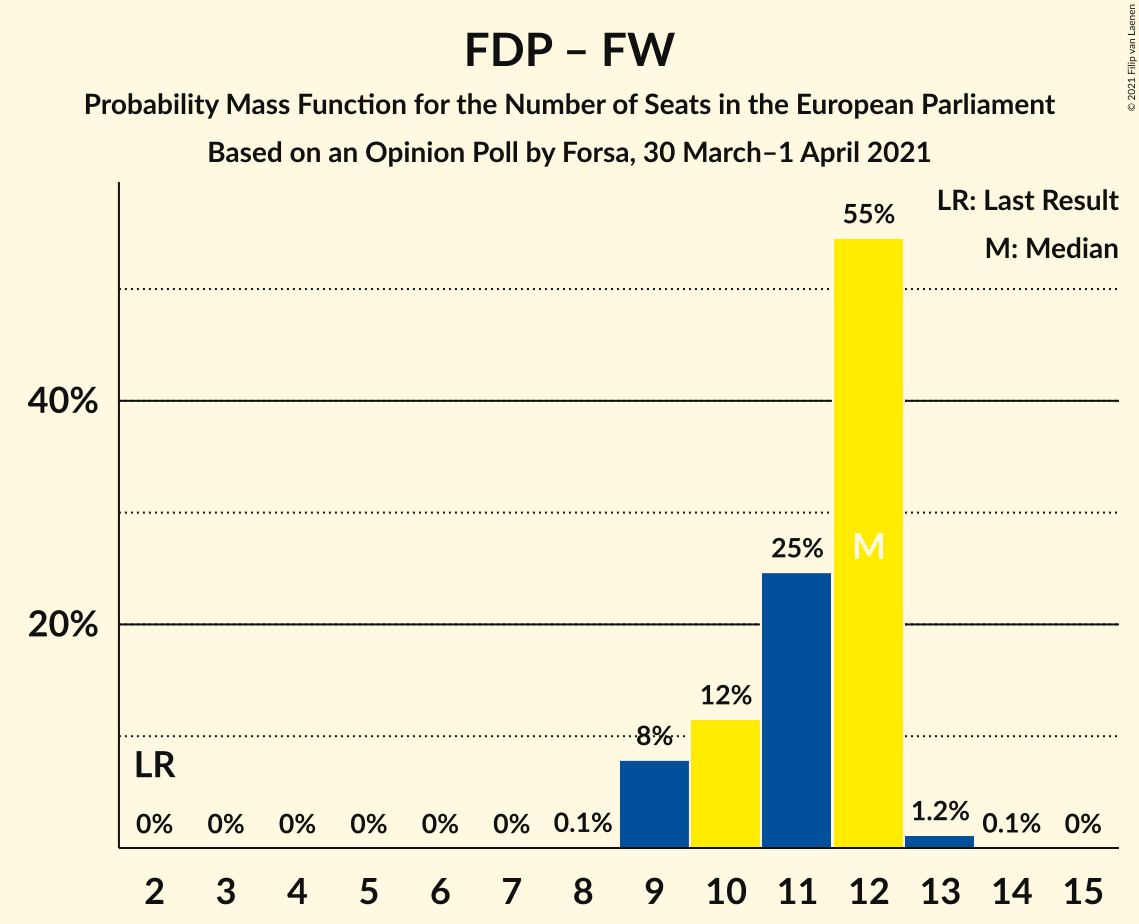 FDP – FW
Probability Mass Function for the Number of Seats in the European Parliament
Based on an Opinion Poll by Forsa, 30 March–1 April 2021
© 2021 Filip van Laenen
LR: Last Result
M: Median
55%
40%
M
25%
20%
12%
8%
LR
0% 0% 0% 0% 0% 0% 0.1% 1.2% 0.1% 0%
2 3 4 5 6 7 8 9 10 11 12 13 14 15